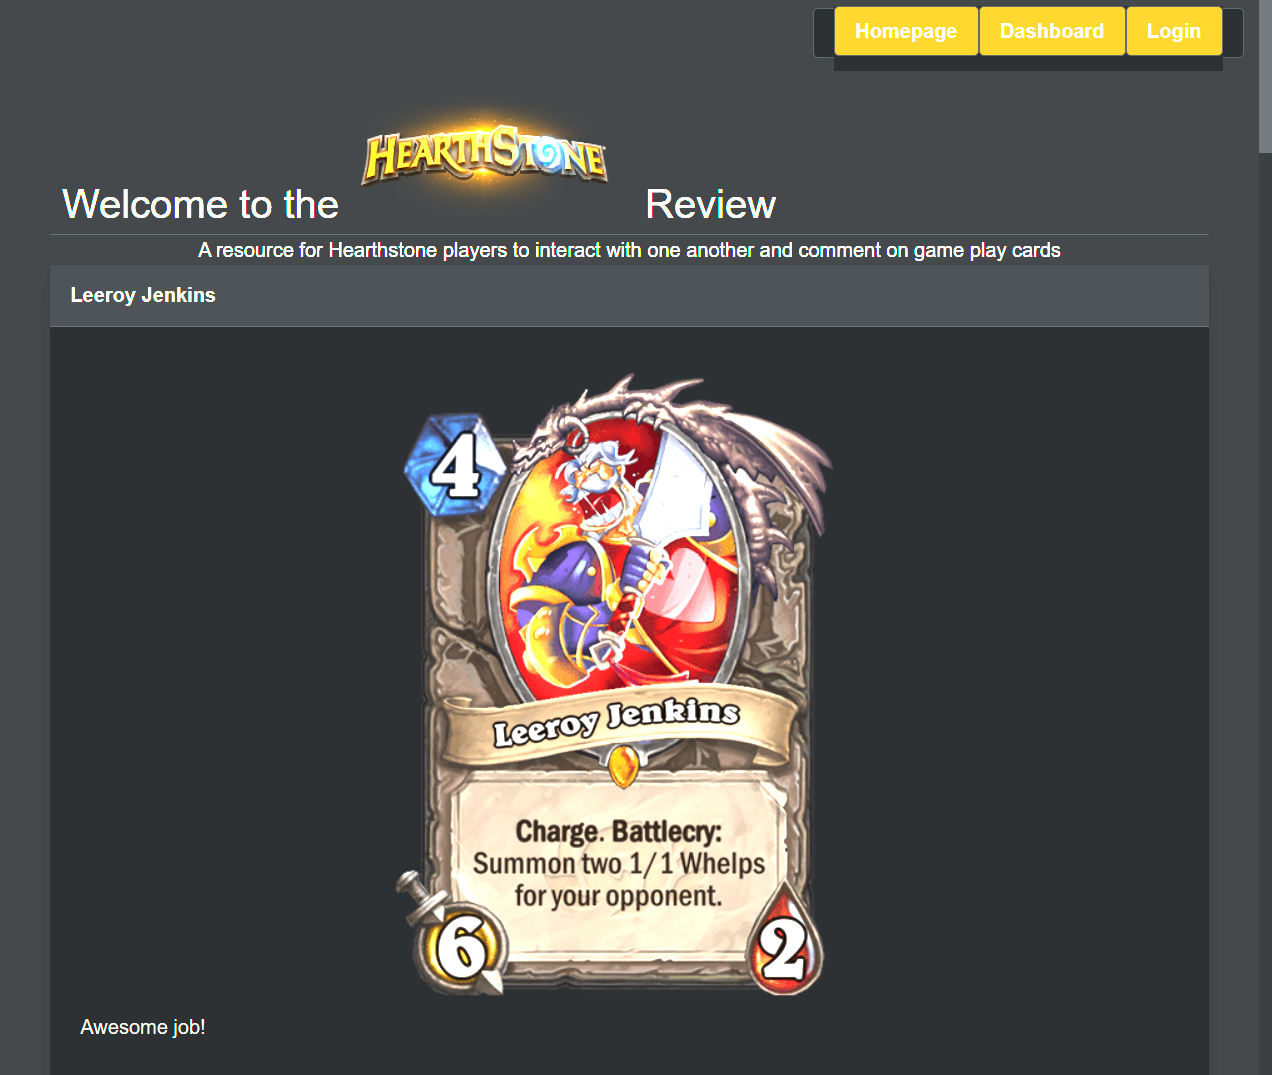 Homepage Dashboard Login
HEARTHSTONE
Welcome to the Review
A resource for Hearthstone players to interact with one another and comment on game play cards
Leeroy Jenkins
4
Leeroy Jenkins
Charge. Battlecry:
Summon two 1/1 Whelps
for your opponent.
6 2
Awesome job!